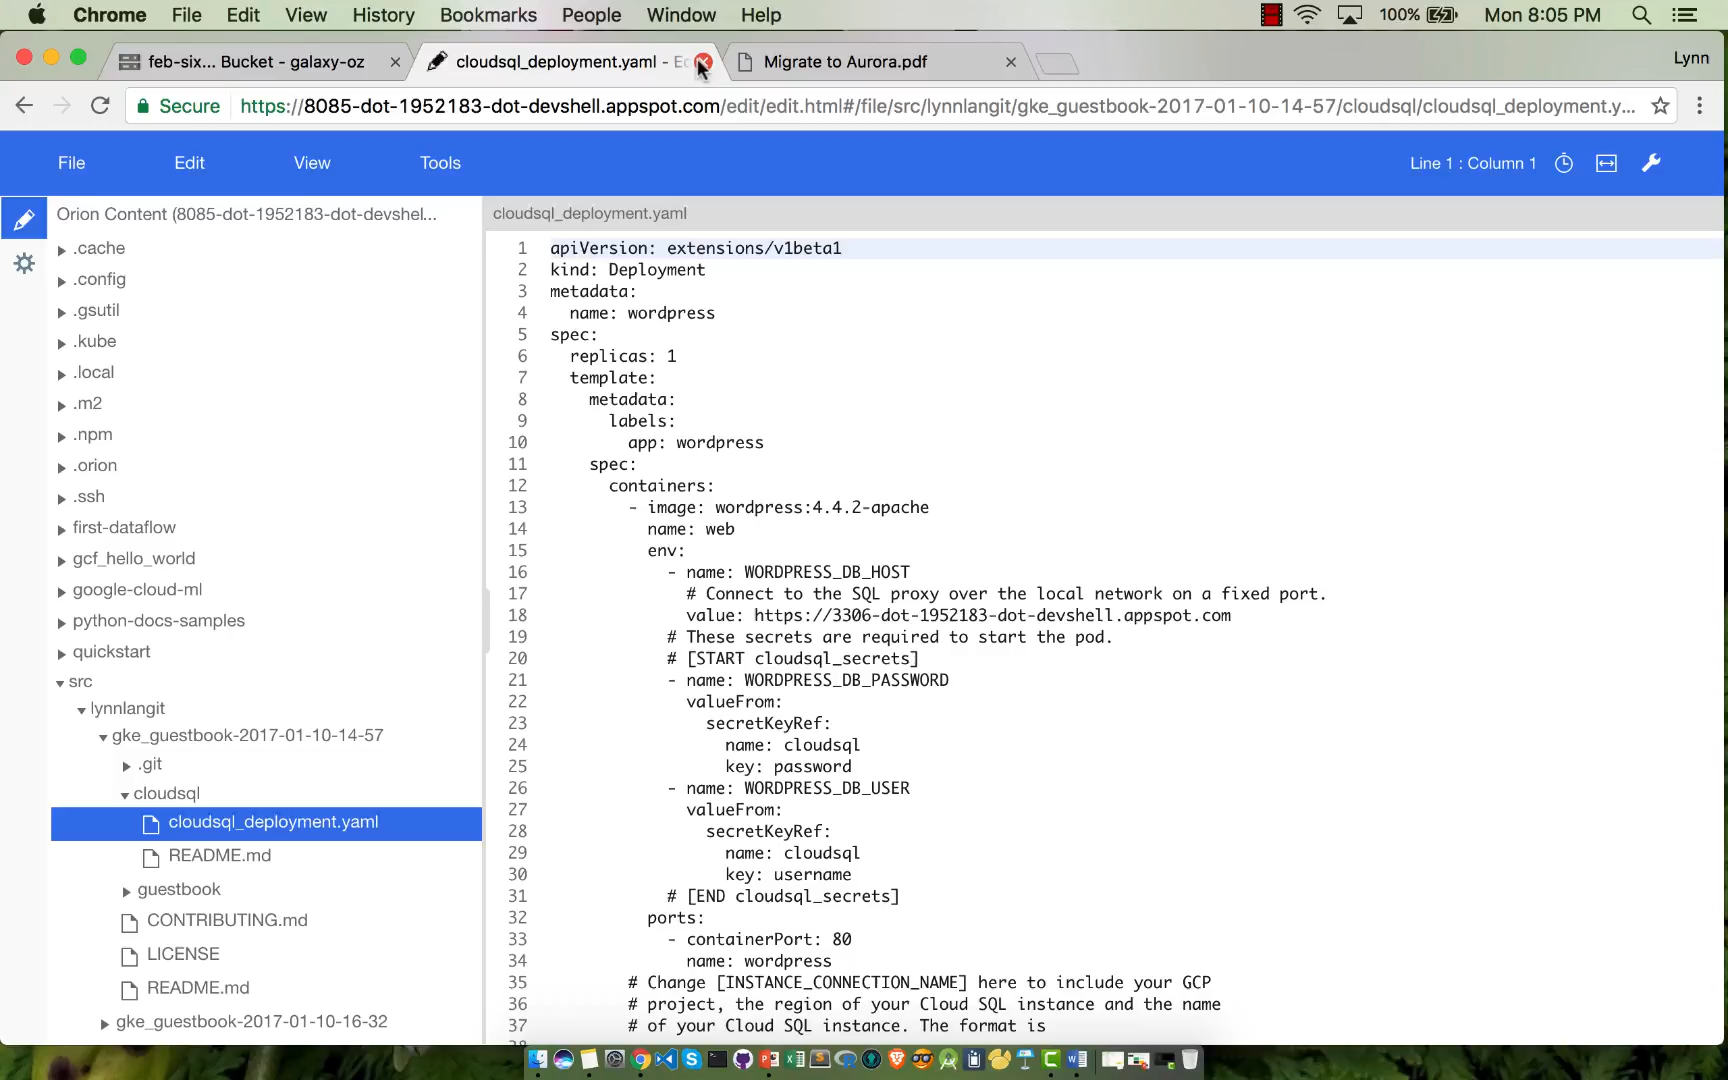 Chrome File Edit View History Bookmarks People Window Help 100% Mon 8:05 PM
feb-six... Bucket - galaxy-oz
cloudsql_deployment.yaml -
Migrate to Aurora.pdf
Lynn
Secure https://8085-dot-1952183-dot-devshell.appspot.com/edit/edit.html#/file/src/lynnlangit/gke_guestbook-2017-01-10-14-57/cloudsql/cloudsql_deployment.y...
File Edit View Tools Line 1 : Column 1
Orion Content (8085-dot-1952183-dot-devshel...
.cache
.config
.gsutil
.kube
.local
.m2
.npm
.orion
.ssh
first-dataflow
gcf_hello_world
google-cloud-ml
python-docs-samples
quickstart
src
lynnlangit
gke_guestbook-2017-01-10-14-57
.git
cloudsql
cloudsql_deployment.yaml
README.md
guestbook
CONTRIBUTING.md
LICENSE
README.md
gke_guestbook-2017-01-10-16-32
cloudsql_deployment.yaml
1 apiVersion: extensions/v1beta1
2 kind: Deployment
3 metadata:
4 name: wordpress
5 spec:
6 replicas: 1
7 template:
8 metadata:
9 labels:
10 app: wordpress
11 spec:
12 containers:
13 - image: wordpress:4.4.2-apache
14 name: web
15 env:
16 - name: WORDPRESS_DB_HOST
17 # Connect to the SQL proxy over the local network on a fixed port.
18 value: https://3306-dot-1952183-dot-devshell.appspot.com
19 # These secrets are required to start the pod.
20 # [START cloudsql_secrets]
21 - name: WORDPRESS_DB_PASSWORD
22 valueFrom:
23 secretKeyRef:
24 name: cloudsql
25 key: password
26 - name: WORDPRESS_DB_USER
27 valueFrom:
28 secretKeyRef:
29 name: cloudsql
30 key: username
31 # [END cloudsql_secrets]
32 ports:
33 - containerPort: 80
34 name: wordpress
35 # Change [INSTANCE_CONNECTION_NAME] here to include your GCP
36 # project, the region of your Cloud SQL instance and the name
37 # of your Cloud SQL instance. The format is